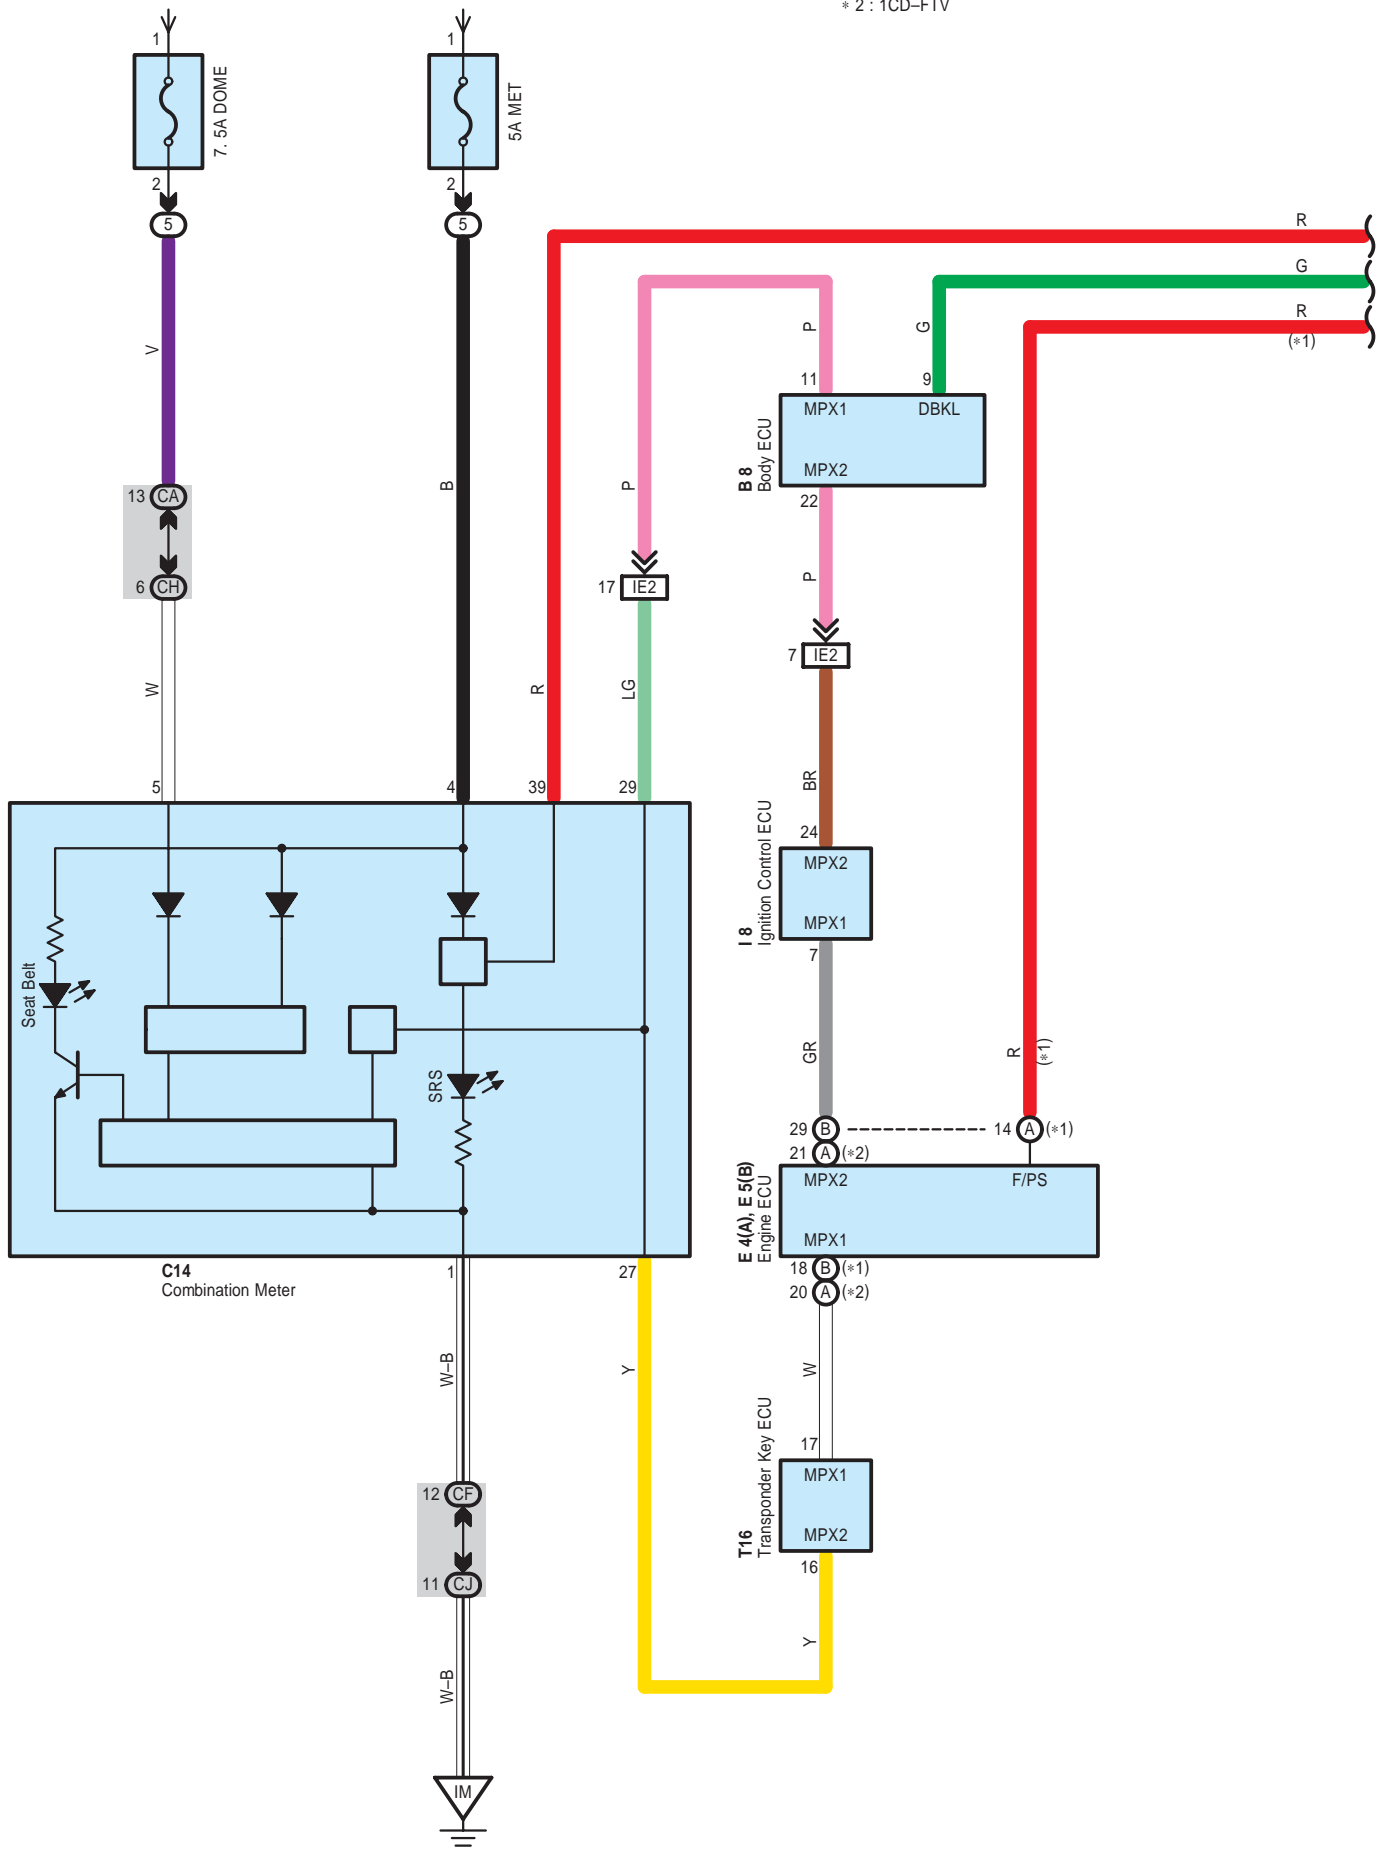 * 2 : 1CD–FTV
1
1
7. 5A DOME
5A MET
2
2
5
5
R
G
R
(*1)
V
P
P
G
11
9
MPX1
DBKL
MPX2
B 8
Body ECU
22
B
13
CA
6
CH
17
IE2
P
7
IE2
W
R
LG
BR
5
4
39
29
24
MPX2
MPX1
I 8
Ignition Control ECU
7
Seat Belt
SRS
GR
R
(*1)
29
B
14
A
(*1)
21
A
(*2)
MPX2
F/PS
MPX1
E 4(A), E 5(B)
Engine ECU
C14
Combination Meter
1
27
18
B
(*1)
20
A
(*2)
W–B
Y
W
17
MPX1
MPX2
T16
Transponder Key ECU
16
12
CF
11
CJ
Y
W–B
IM